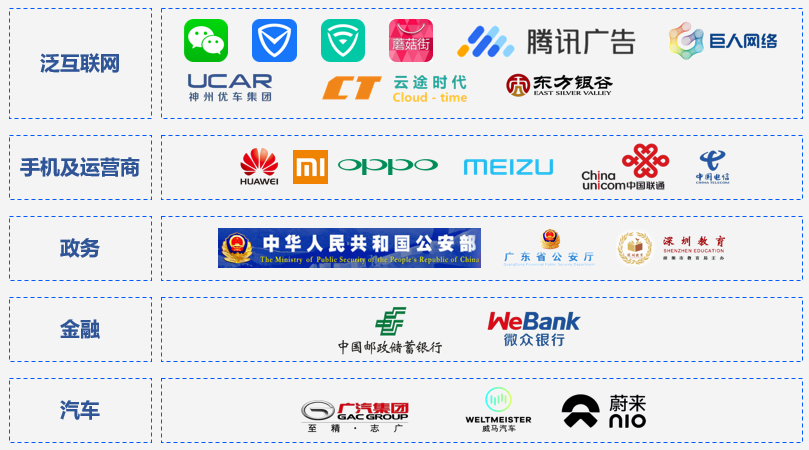 泛互联网
蘑菇街
腾讯广告
巨人网络
UCAR
神州优车集团
云途时代
Cloud - time
东方银谷
EAST SILVER VALLEY
手机及运营商
HUAWEI
MI
OPPO
MEIZU
China
unicom中国联通
中国电信
CHINA TELECOM
政务
中华人民共和国公安部
The Ministry of Public Security of the People's Republic of China
广东省公安厅
深圳教育
SHENZHEN EDUCATION
金融
中国邮政储蓄银行
WeBank
微众银行
汽车
广汽集团
GAC GROUP
至精·志广
WELTMEISTER
威马汽车
蔚来
NIO